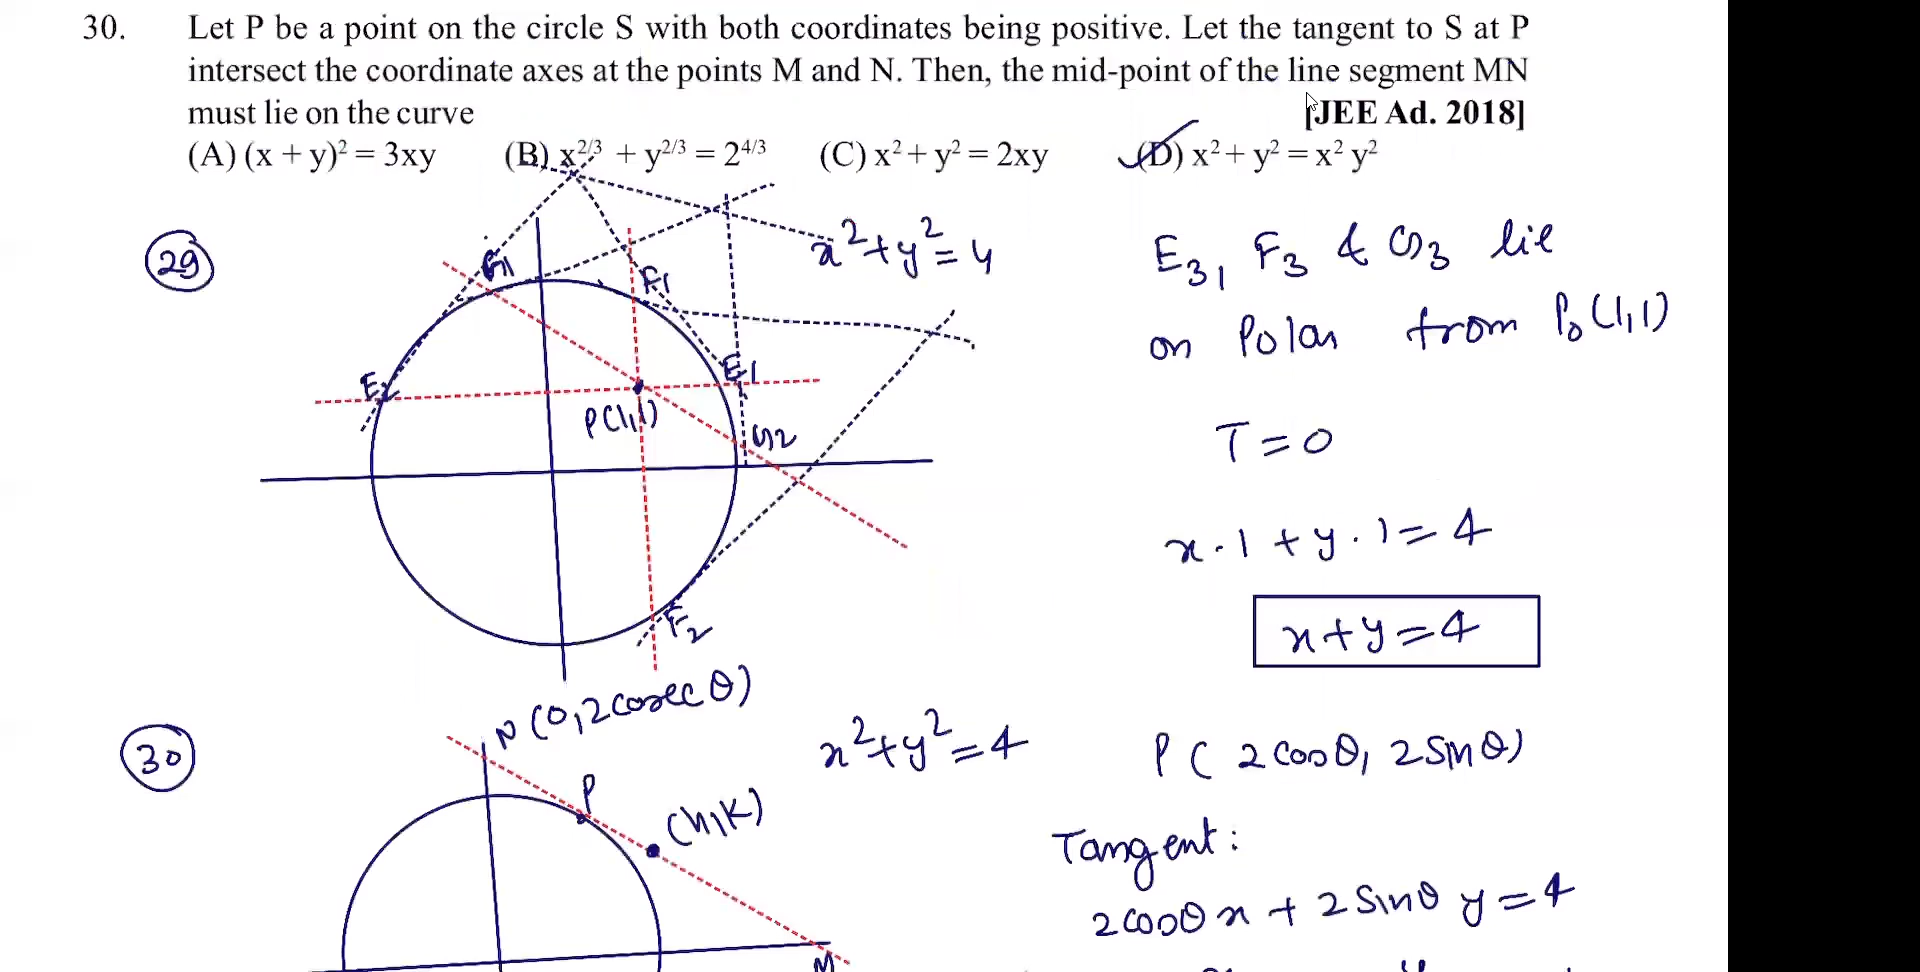 30. Let P be a point on the circle S with both coordinates being positive. Let the tangent to S at P
intersect the coordinate axes at the points M and N. Then, the mid-point of the line segment MN
must lie on the curve [JEE Ad. 2018]
(A) (x + y)² = 3xy (B) x^{2/3} + y^{2/3} = 2^{4/3} (C) x² + y² = 2xy (D) x² + y² = x² y²
29
G1
F1
x²+y²=4
E2
E1
P(1,1)
G2
F2
E3, F3 & G3 lie
on Polar from P₀(1,1)
T=0
x·1 + y·1 = 4
x+y=4
30
N (0, 2cosecθ)
P
(h,k)
M
x²+y²=4
P( 2cosθ, 2sinθ)
Tangent:
2cosθ x + 2sinθ y = 4